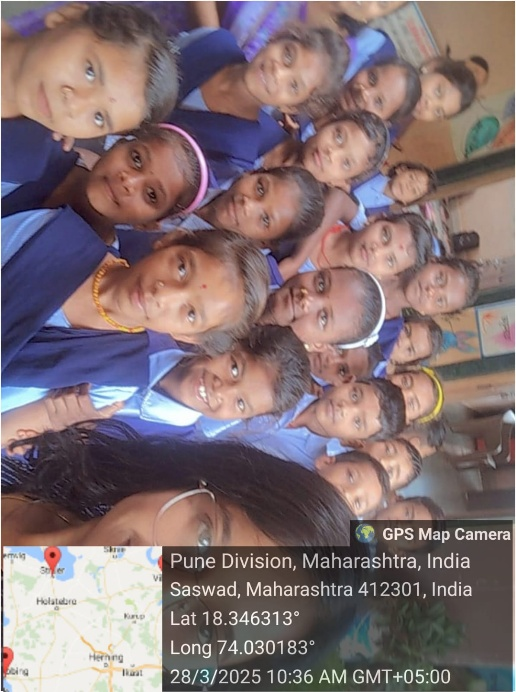 GPS Map Camera
Pune Division, Maharashtra, India
Saswad, Maharashtra 412301, India
Lat 18.346313°
Long 74.030183°
28/3/2025 10:36 AM GMT+05:00
Holstebro
Herning
Ikast